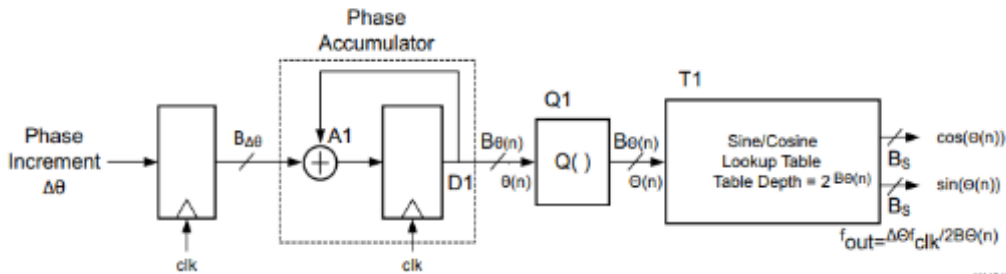 Phase
Accumulator
T1
Q1
A1
Phase
Increment
Δθ
BΔθ
Bθ(n)
θ(n)
D1
Q( )
BΘ(n)
Θ(n)
Sine/Cosine
Lookup Table
Table Depth = 2 BΘ(n)
cos(Θ(n))
BS
sin(Θ(n))
BS
clk
clk
fout=ΔΘfclk/2BΘ(n)